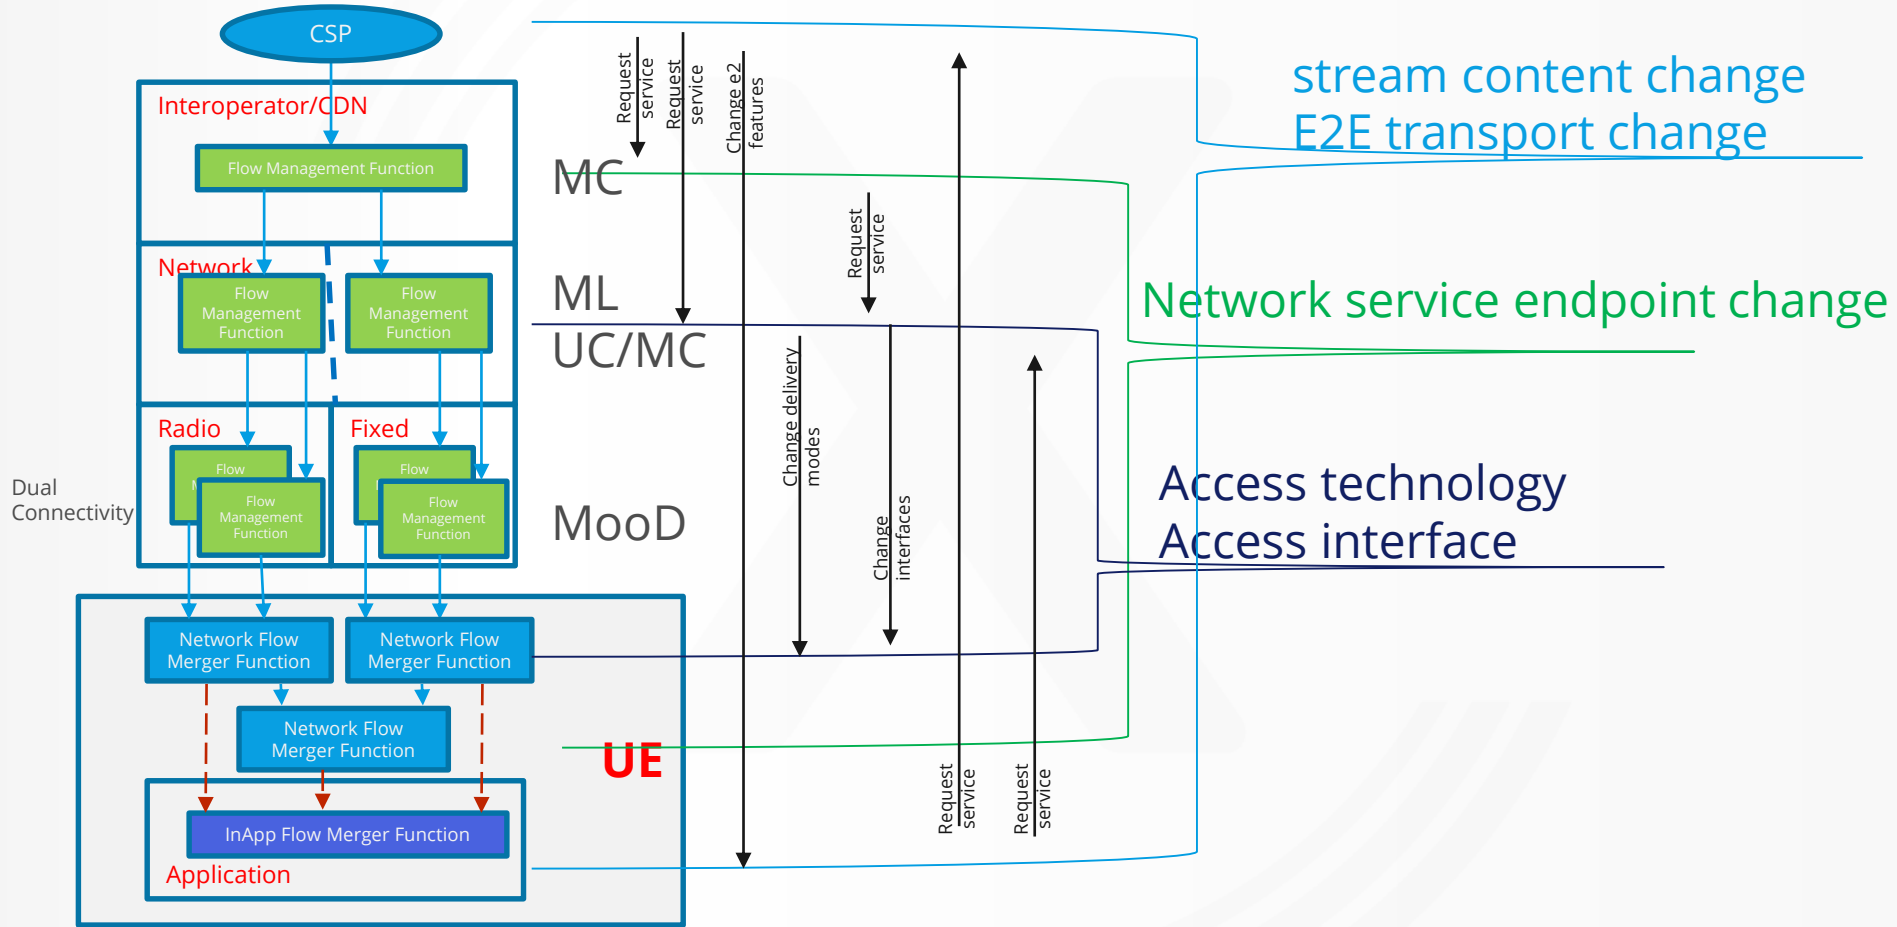 CSP
Interoperator/CDN
Flow Management Function
Network
Flow
Management
Function
Flow
Management
Function
Radio
Fixed
Flow
Flow
Management
Function
Flow
Flow
Management
Function
Dual
Connectivity
Network Flow
Merger Function
Network Flow
Merger Function
Network Flow
Merger Function
UE
InApp Flow Merger Function
Application
MC
ML
UC/MC
MooD
Request
service
Request
service
Change e2
features
Request
service
Change delivery
modes
Change
interfaces
Request
service
Request
service
stream content change
E2E transport change
Network service endpoint change
Access technology
Access interface